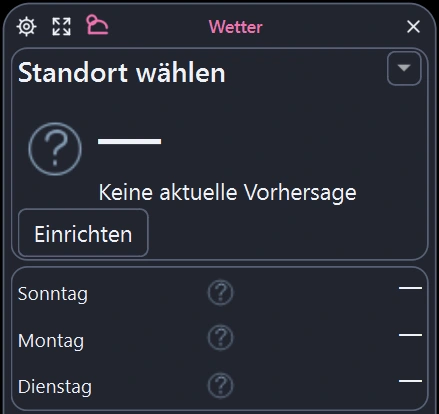 Wetter
Standort wählen
Keine aktuelle Vorhersage
Einrichten
Sonntag
Montag
Dienstag